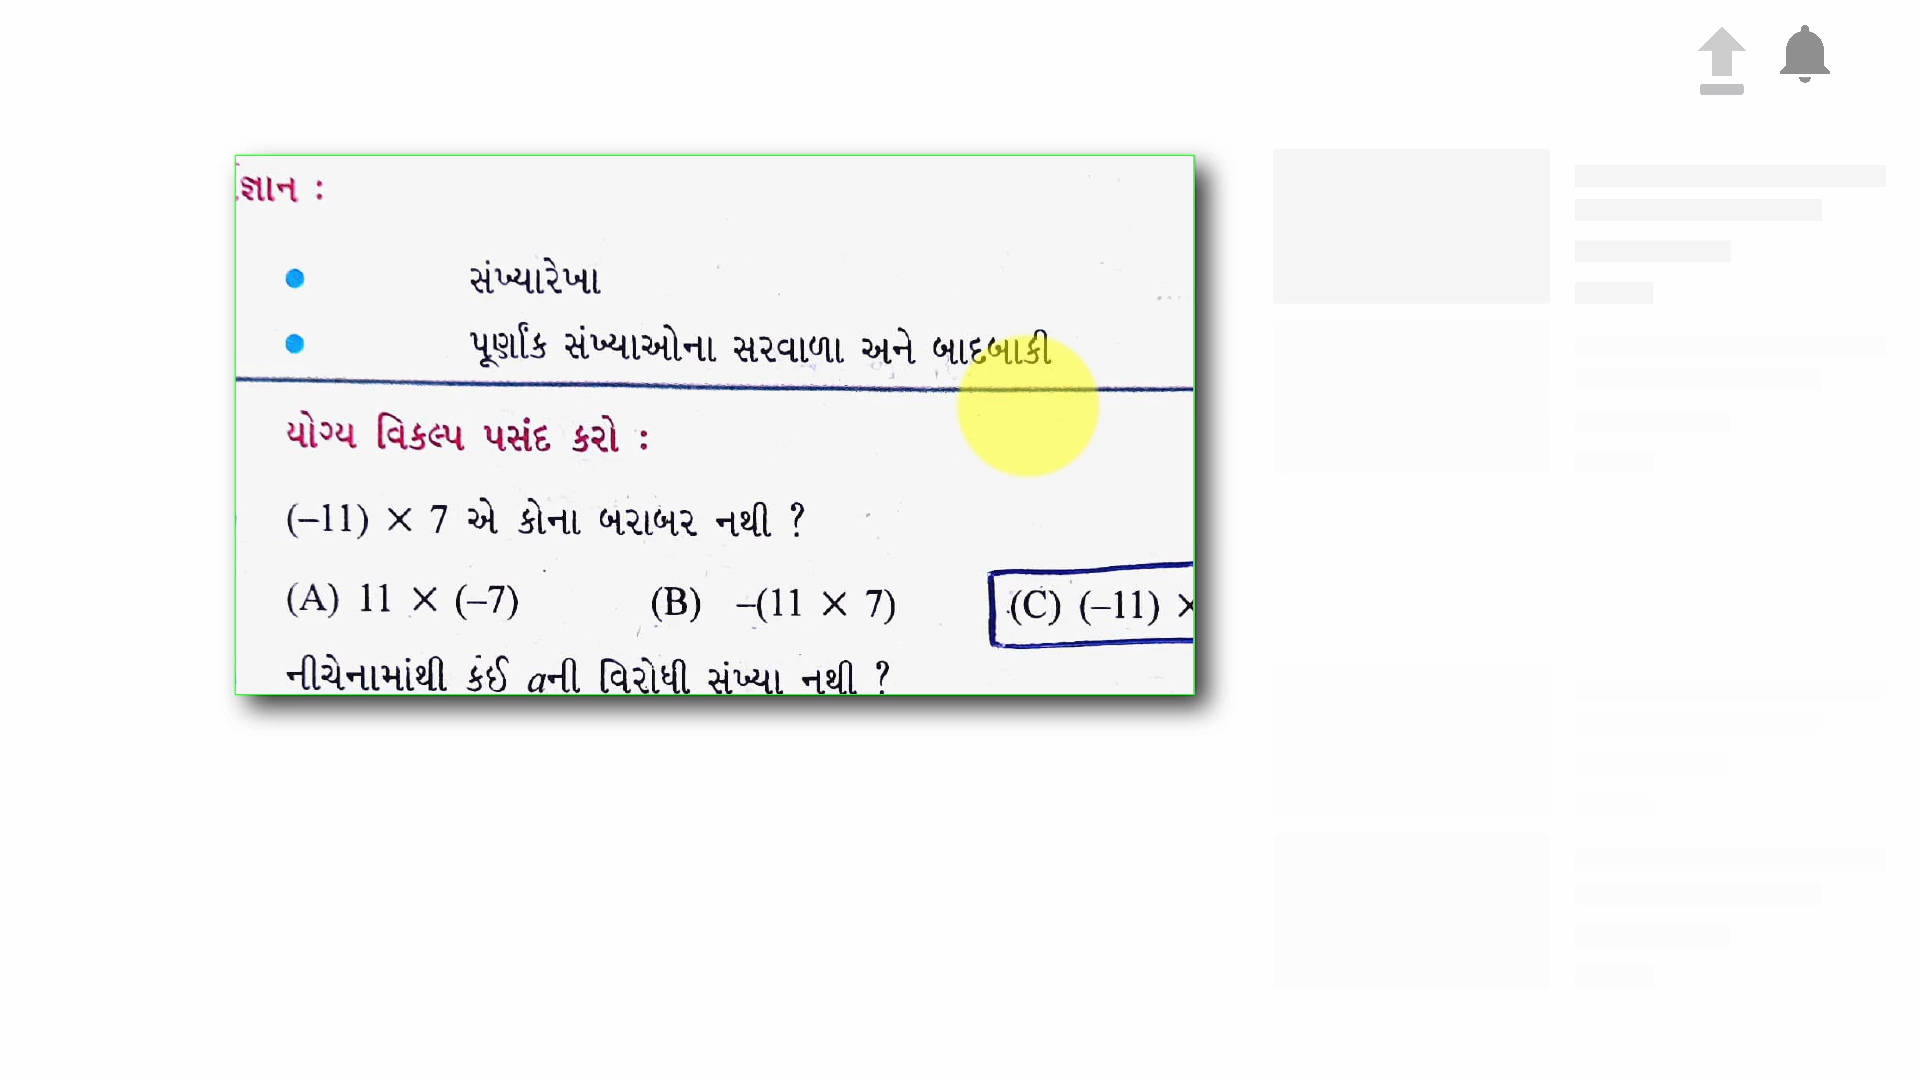 જ્ઞાન :
● સંખ્યારેખા
● પૂર્ણાંક સંખ્યાઓના સરવાળા અને બાદબાકી
યોગ્ય વિકલ્પ પસંદ કરો :
(–11) × 7 એ કોના બરાબર નથી ?
(A) 11 × (–7) (B) –(11 × 7) (C) (–11) ×
નીચેનામાંથી કઈ aની વિરોધી સંખ્યા નથી ?